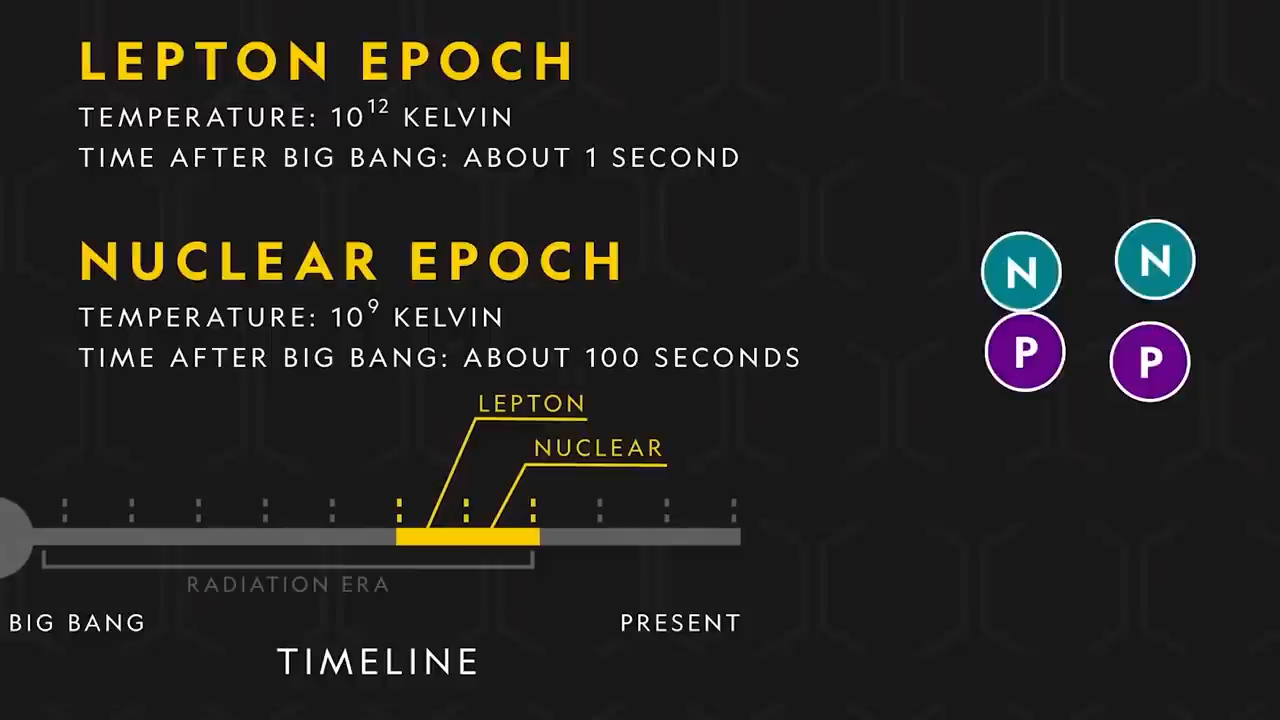 LEPTON EPOCH
TEMPERATURE: 10¹² KELVIN
TIME AFTER BIG BANG: ABOUT 1 SECOND
NUCLEAR EPOCH
TEMPERATURE: 10⁹ KELVIN
TIME AFTER BIG BANG: ABOUT 100 SECONDS
N N
P P
LEPTON
NUCLEAR
RADIATION ERA
BIG BANG PRESENT
TIMELINE